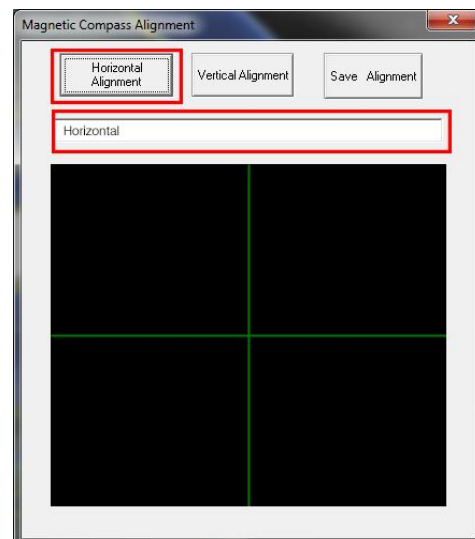 Magnetic Compass Alignment
Horizontal
Alignment
Vertical Alignment
Save Alignment
Horizontal